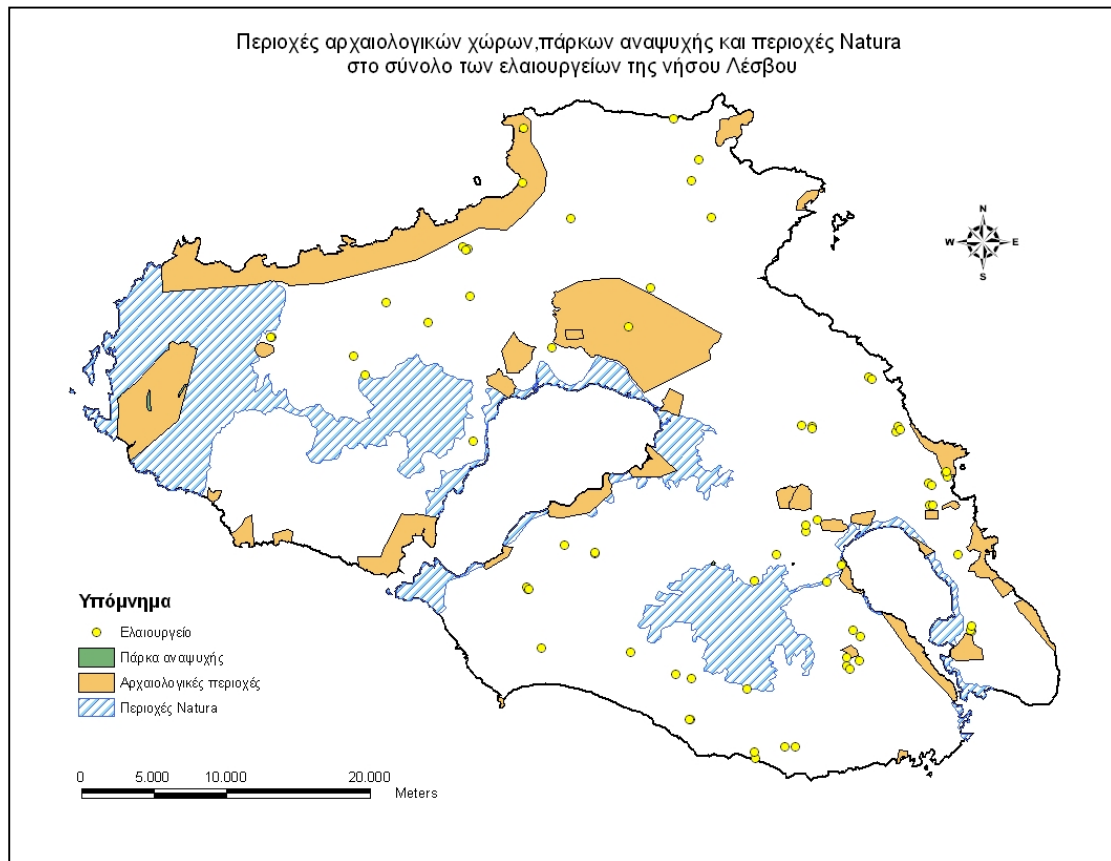 Περιοχές αρχαιολογικών χώρων,πάρκων αναψυχής και περιοχές Natura
στο σύνολο των ελαιουργείων της νήσου Λέσβου
N
W E
S
Υπόμνημα
Ελαιουργείο
Πάρκα αναψυχής
Αρχαιολογικές περιοχές
Περιοχές Natura
0 5.000 10.000 20.000
Meters